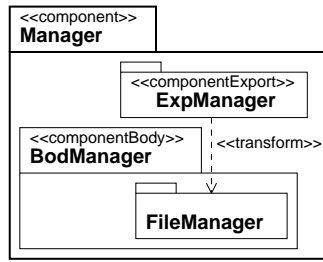 <<component>>
Manager
<<componentExport>>
ExpManager
<<componentBody>>
BodManager
<<transform>>
FileManager